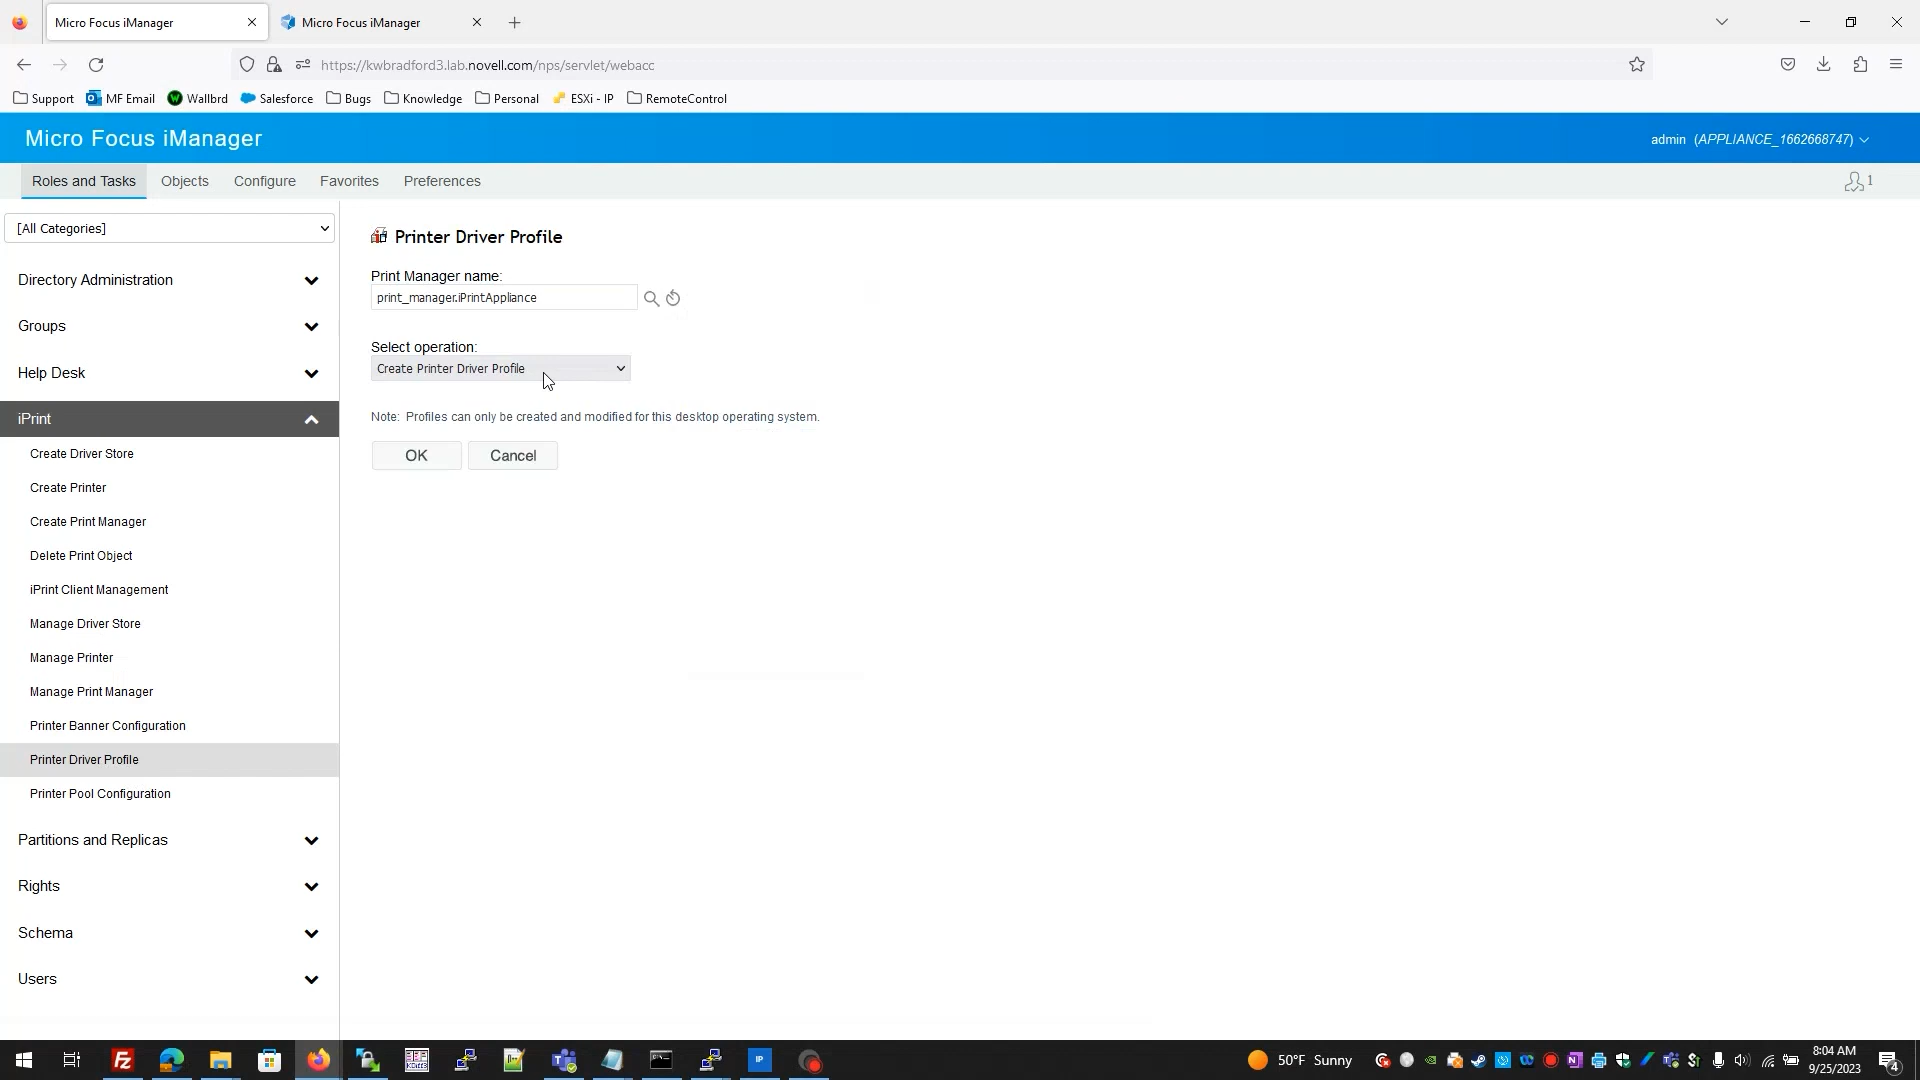 Micro Focus iManager
Micro Focus iManager
https://kwbradford3.lab.novell.com/nps/servlet/webacc
Support
MF Email
Wallbrd
Salesforce
Bugs
Knowledge
Personal
ESXi - IP
RemoteControl
Micro Focus iManager
admin (APPLIANCE_1662668747)
Roles and Tasks
Objects
Configure
Favorites
Preferences
1
[All Categories]
Directory Administration
Groups
Help Desk
iPrint
Create Driver Store
Create Printer
Create Print Manager
Delete Print Object
iPrint Client Management
Manage Driver Store
Manage Printer
Manage Print Manager
Printer Banner Configuration
Printer Driver Profile
Printer Pool Configuration
Partitions and Replicas
Rights
Schema
Users
Printer Driver Profile
Print Manager name:
print_manager.iPrintAppliance
Select operation:
Create Printer Driver Profile
Note: Profiles can only be created and modified for this desktop operating system.
OK
Cancel
IP
50°F Sunny
8:04 AM
9/25/2023
4